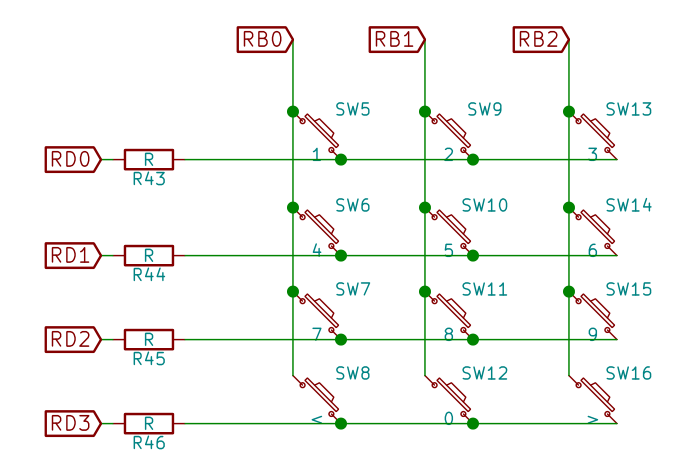 RB0 RB1 RB2
SW5 SW9 SW13
RD0 R 1 2 3
R43
SW6 SW10 SW14
RD1 R 4 5 6
R44
SW7 SW11 SW15
RD2 R 7 8 9
R45
SW8 SW12 SW16
RD3 R < 0 >
R46